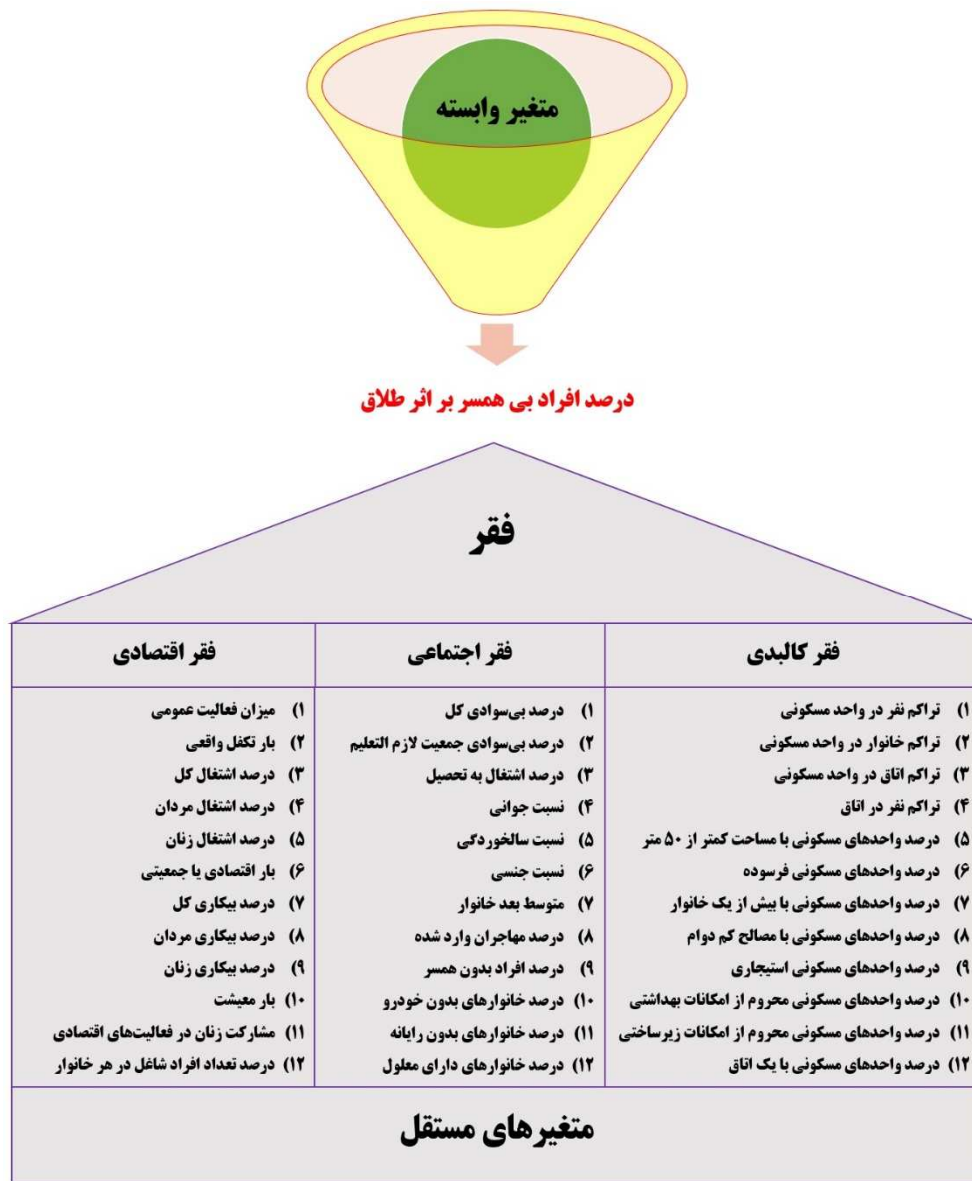 متغیر وابسته
درصد افراد بی همسر بر اثر طلاق
فقر
فقر کالبدی
۱) تراکم نفر در واحد مسکونی
۲) تراکم خانوار در واحد مسکونی
۳) تراکم اتاق در واحد مسکونی
۴) تراکم نفر در اتاق
۵) درصد واحدهای مسکونی با مساحت کمتر از ۵۰ متر
۶) درصد واحدهای مسکونی فرسوده
۷) درصد واحدهای مسکونی با بیش از یک خانوار
۸) درصد واحدهای مسکونی با مصالح کم دوام
۹) درصد واحدهای مسکونی استیجاری
۱۰) درصد واحدهای مسکونی محروم از امکانات بهداشتی
۱۱) درصد واحدهای مسکونی محروم از امکانات زیرساختی
۱۲) درصد واحدهای مسکونی با یک اتاق
فقر اجتماعی
۱) درصد بی‌سوادی کل
۲) درصد بی‌سوادی جمعیت لازم التعلیم
۳) درصد اشتغال به تحصیل
۴) نسبت جوانی
۵) نسبت سالخوردگی
۶) نسبت جنسی
۷) متوسط بعد خانوار
۸) درصد مهاجران وارد شده
۹) درصد افراد بدون همسر
۱۰) درصد خانوارهای بدون خودرو
۱۱) درصد خانوارهای بدون رایانه
۱۲) درصد خانوارهای دارای معلول
فقر اقتصادی
۱) میزان فعالیت عمومی
۲) بار تکفل واقعی
۳) درصد اشتغال کل
۴) درصد اشتغال مردان
۵) درصد اشتغال زنان
۶) بار اقتصادی یا جمعیتی
۷) درصد بیکاری کل
۸) درصد بیکاری مردان
۹) درصد بیکاری زنان
۱۰) بار معیشت
۱۱) مشارکت زنان در فعالیت‌های اقتصادی
۱۲) درصد تعداد افراد شاغل در هر خانوار
متغیرهای مستقل